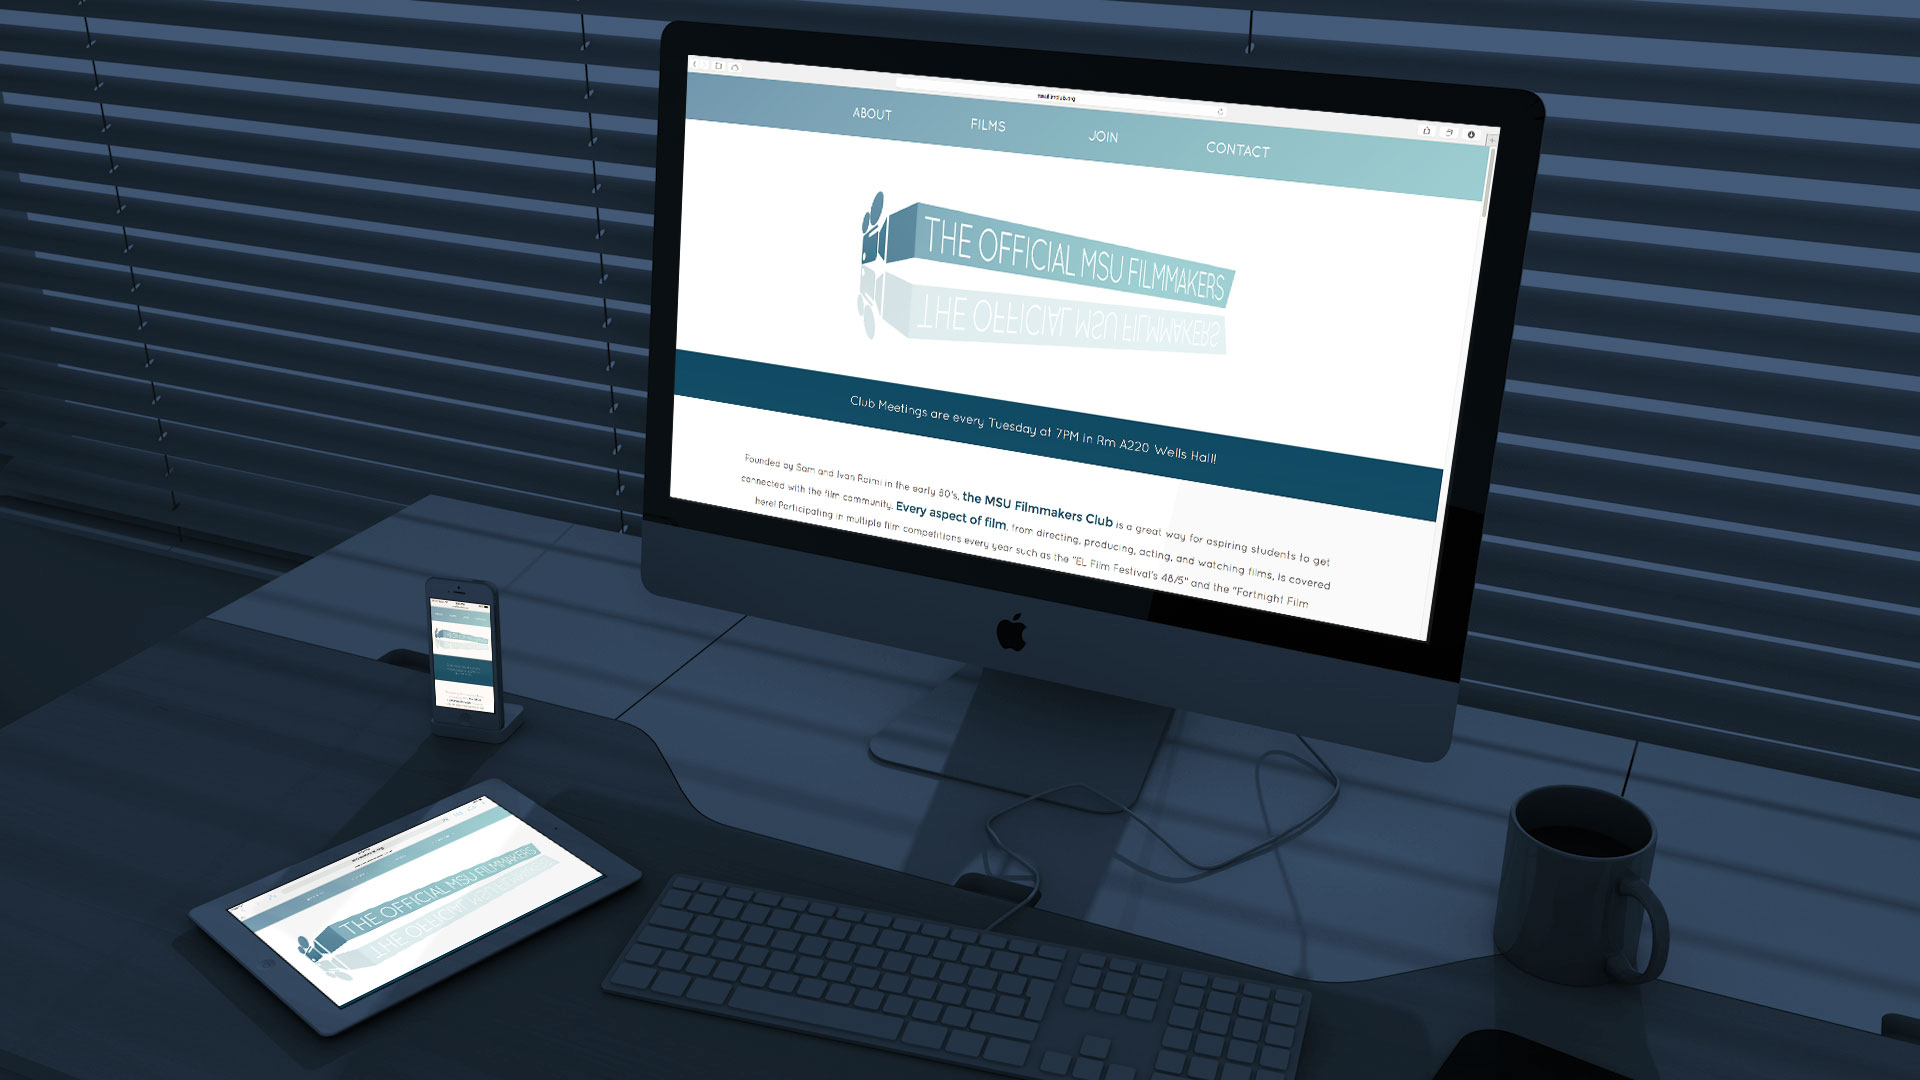 ABOUT
FILMS
JOIN
CONTACT
THE OFFICIAL MSU FILMMAKERS
THE OFFICIAL MSU FILMMAKERS
Club Meetings are every Tuesday at 7PM in Rm A220 Wells Hall!
Founded by Sam and Ivan Raimi in the early 80's, the MSU Filmmakers Club is a great way for aspiring students to get
connected with the film community. Every aspect of film, from directing, producing, acting, and watching films, is covered
here! Participating in multiple film competitions every year such as the "EL Film Festival's 48/5" and the "Fortnight Film
THE OFFICIAL MSU FILMMAKERS
THE OFFICIAL MSU FILMMAKERS